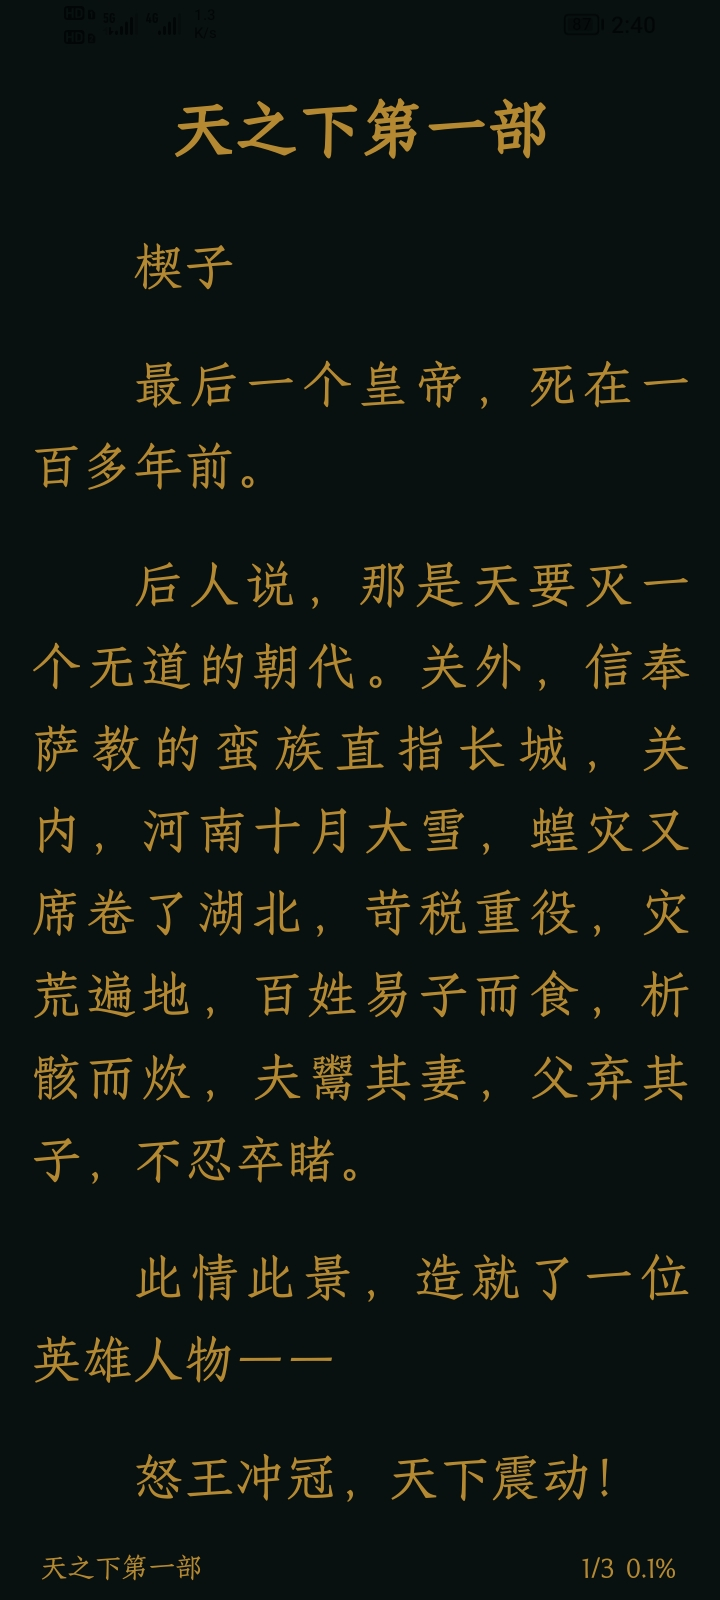 HD 5G 5G 1.3 K/s 87 2:40
天之下第一部
楔子
最后一个皇帝，死在一
百多年前。
后人说，那是天要灭一
个无道的朝代。关外，信奉
萨教的蛮族直指长城，关
内，河南十月大雪，蝗灾又
席卷了湖北，苛税重役，灾
荒遍地，百姓易子而食，析
骸而炊，夫鬻其妻，父弃其
子，不忍卒睹。
此情此景，造就了一位
英雄人物——
怒王冲冠，天下震动！
天之下第一部 1/3 0.1%